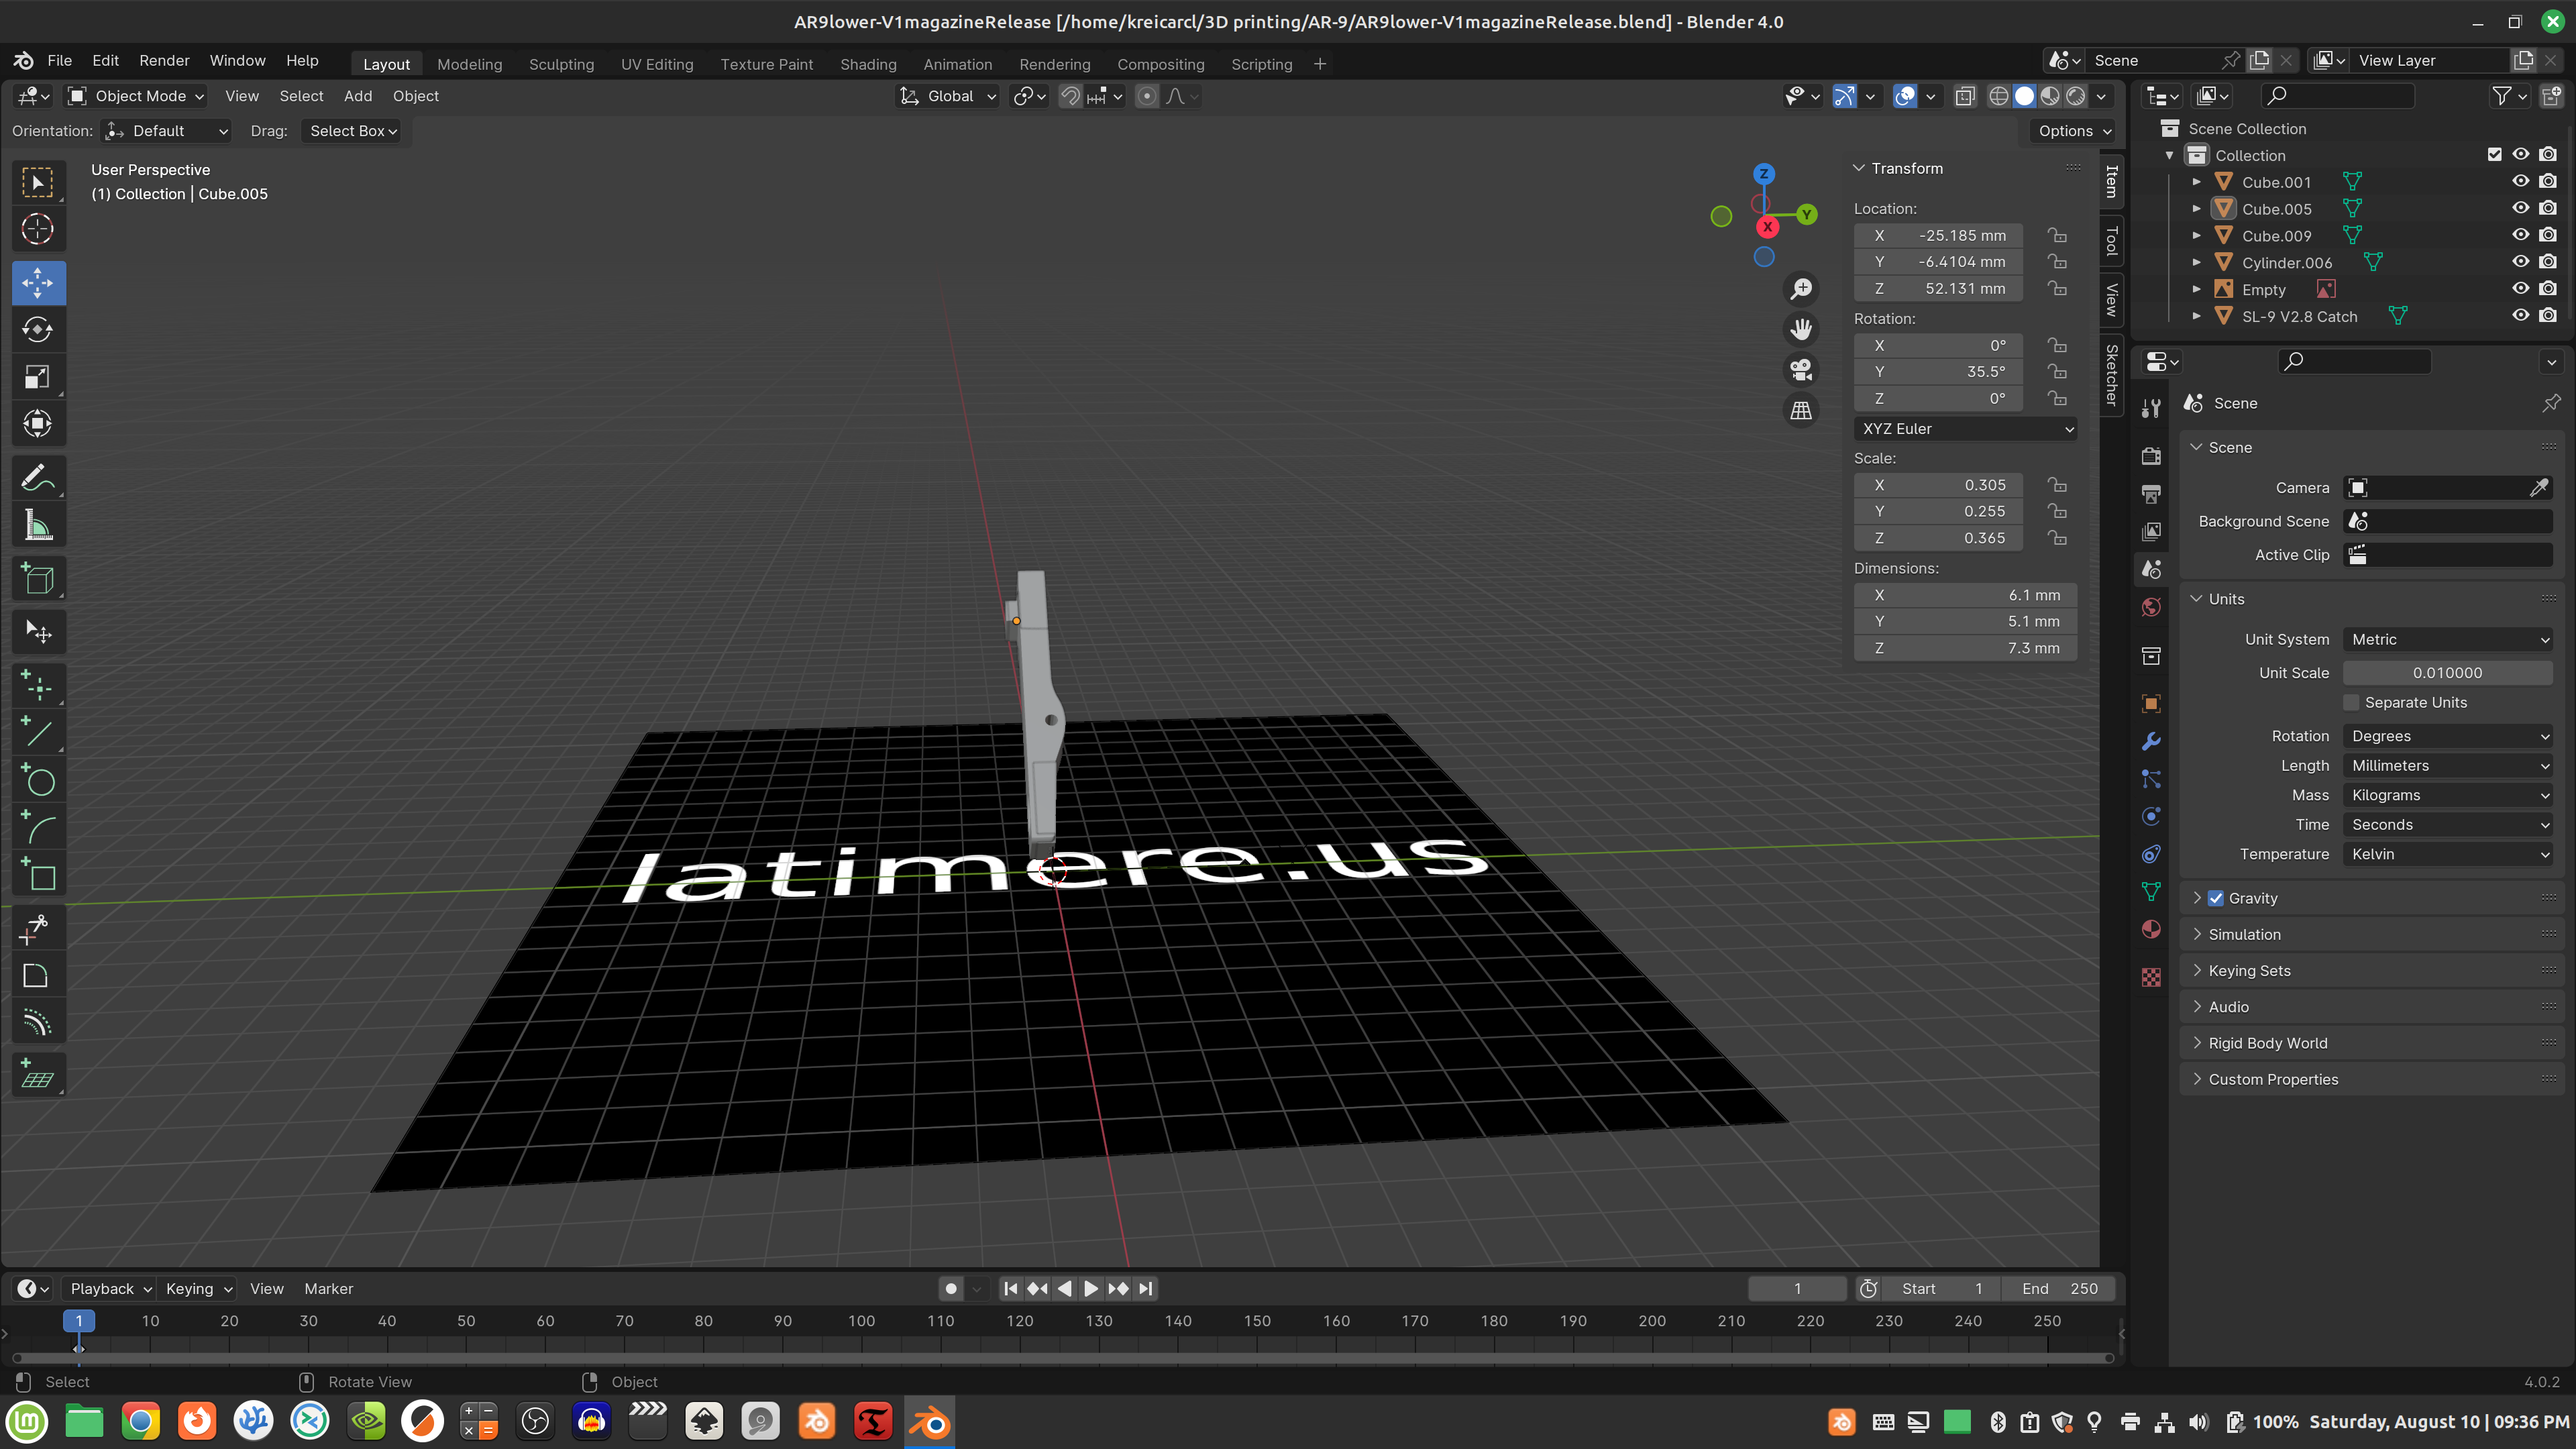 AR9lower-V1magazineRelease [/home/kreicarcl/3D printing/AR-9/AR9lower-V1magazineRelease.blend] - Blender 4.0
File Edit Render Window Help Layout Modeling Sculpting UV Editing Texture Paint Shading Animation Rendering Compositing Scripting + Scene View Layer
Object Mode View Select Add Object Global
Orientation: Default Drag: Select Box Options
User Perspective
(1) Collection | Cube.005
Z
Y
X
Transform
Location:
X -25.185 mm
Y -6.4104 mm
Z 52.131 mm
Rotation:
X 0°
Y 35.5°
Z 0°
XYZ Euler
Scale:
X 0.305
Y 0.255
Z 0.365
Dimensions:
X 6.1 mm
Y 5.1 mm
Z 7.3 mm
Item
Tool
View
Sketcher
Scene Collection
Collection
Cube.001
Cube.005
Cube.009
Cylinder.006
Empty
SL-9 V2.8 Catch
Scene
Scene
Camera
Background Scene
Active Clip
Units
Unit System Metric
Unit Scale 0.010000
Separate Units
Rotation Degrees
Length Millimeters
Mass Kilograms
Time Seconds
Temperature Kelvin
Gravity
Simulation
Keying Sets
Audio
Rigid Body World
Custom Properties
latimere.us
Playback Keying View Marker 1 Start 1 End 250
1 10 20 30 40 50 60 70 80 90 100 110 120 130 140 150 160 170 180 190 200 210 220 230 240 250
Select Rotate View Object 4.0.2
100% Saturday, August 10 | 09:36 PM